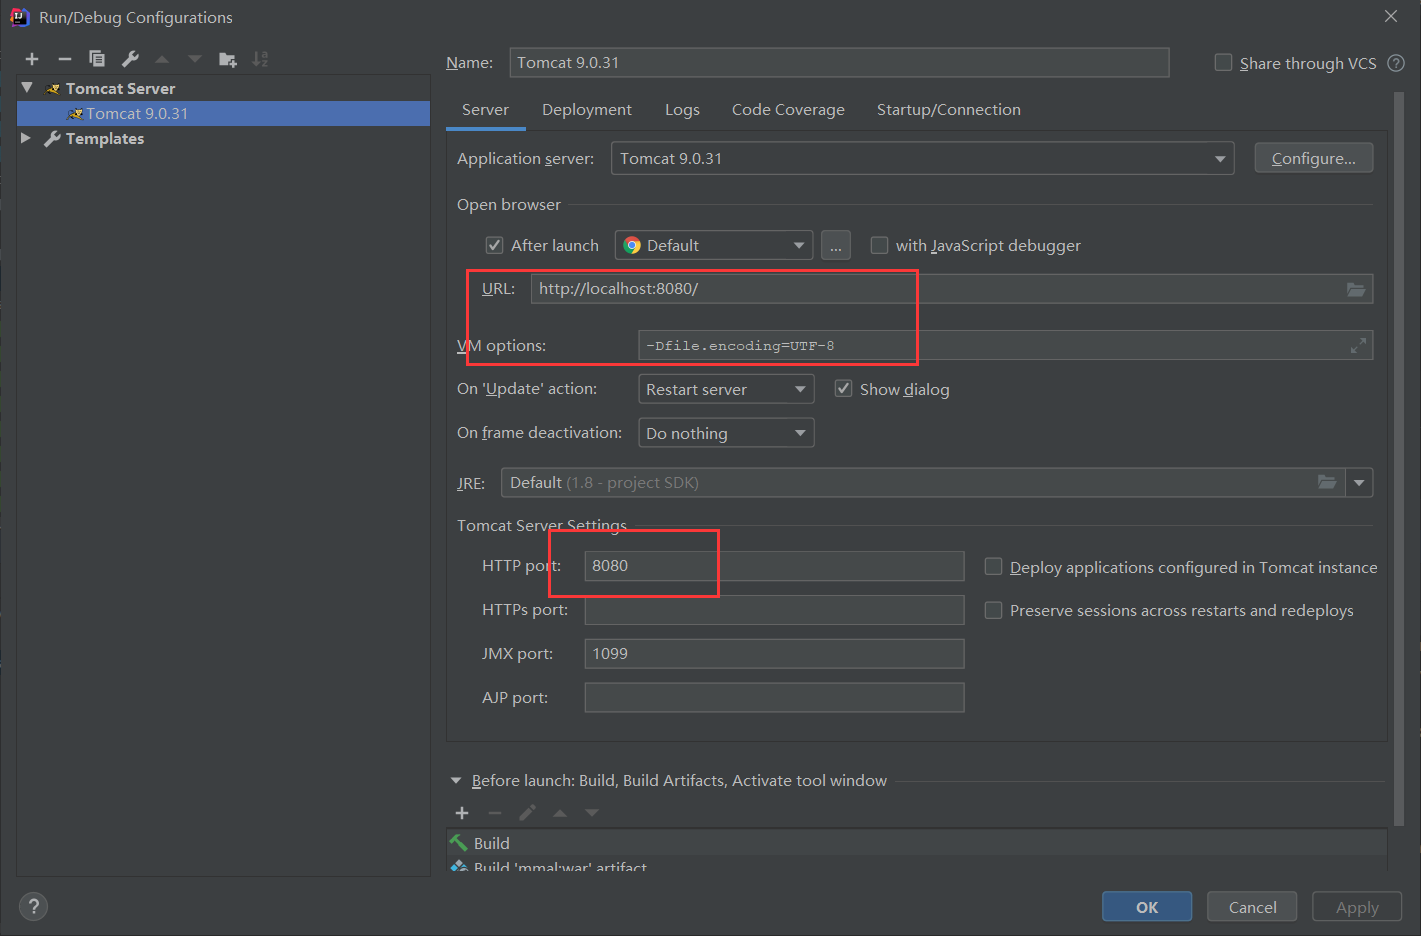 Run/Debug Configurations
Name: Tomcat 9.0.31 Share through VCS ?
Tomcat Server
Tomcat 9.0.31
Templates
Server Deployment Logs Code Coverage Startup/Connection
Application server: Tomcat 9.0.31 Configure...
Open browser
After launch Default ... with JavaScript debugger
URL: http://localhost:8080/
VM options: -Dfile.encoding=UTF-8
On 'Update' action: Restart server Show dialog
On frame deactivation: Do nothing
JRE: Default (1.8 - project SDK)
Tomcat Server Settings
HTTP port: 8080 Deploy applications configured in Tomcat instance
HTTPs port: Preserve sessions across restarts and redeploys
JMX port: 1099
AJP port:
Before launch: Build, Build Artifacts, Activate tool window
Build
Build 'mmal:war' artifact
? OK Cancel Apply